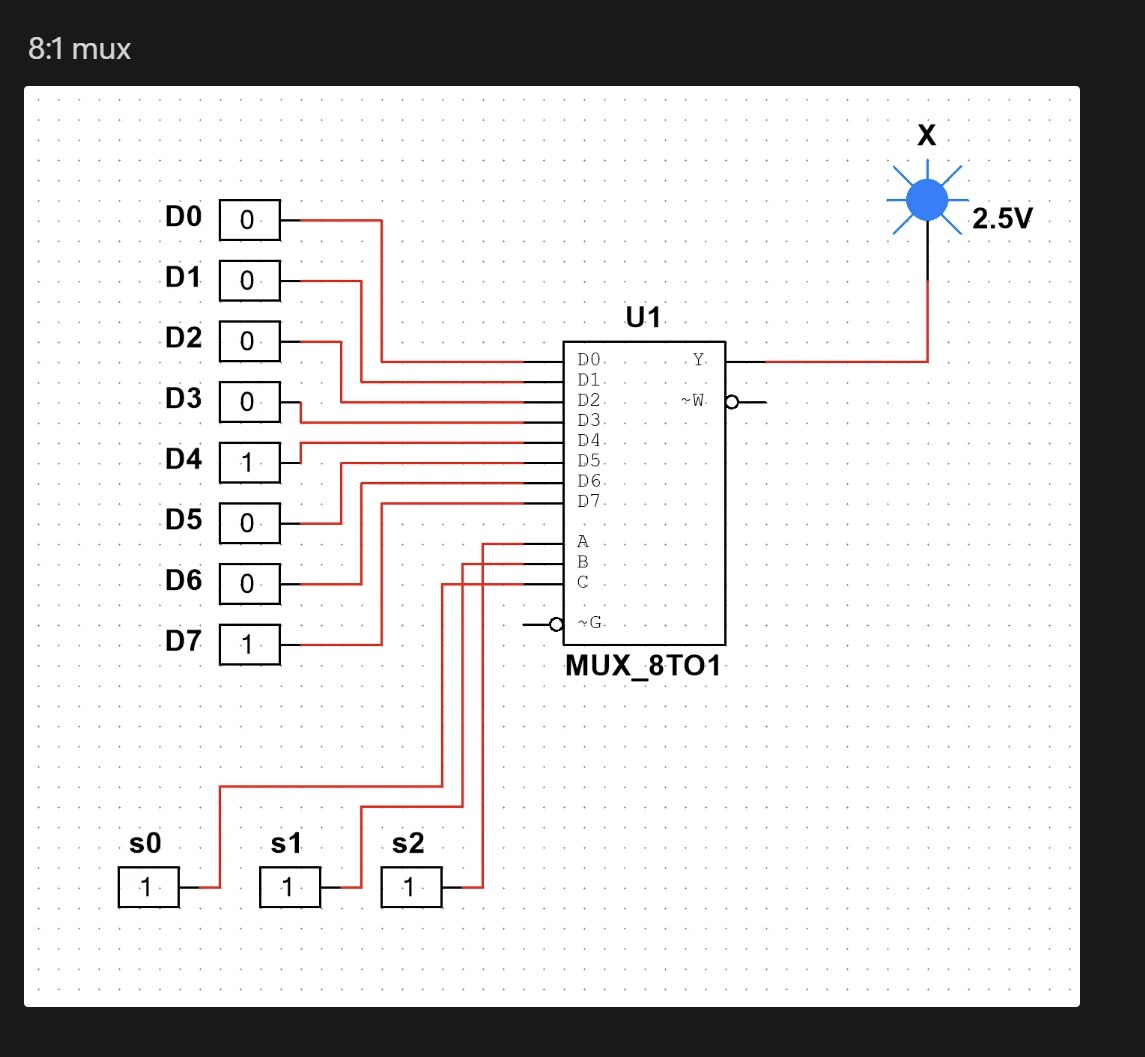 8:1 mux
X
2.5V
D0 0
D1 0
D2 0
D3 0
D4 1
D5 0
D6 0
D7 1
U1
D0 Y
D1
D2 ~W
D3
D4
D5
D6
D7
A
B
C
~G
MUX_8TO1
s0 s1 s2
1 1 1